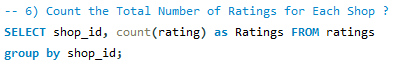 -- 6) Count the Total Number of Ratings for Each Shop ?
SELECT shop_id, count(rating) as Ratings FROM ratings
group by shop_id;